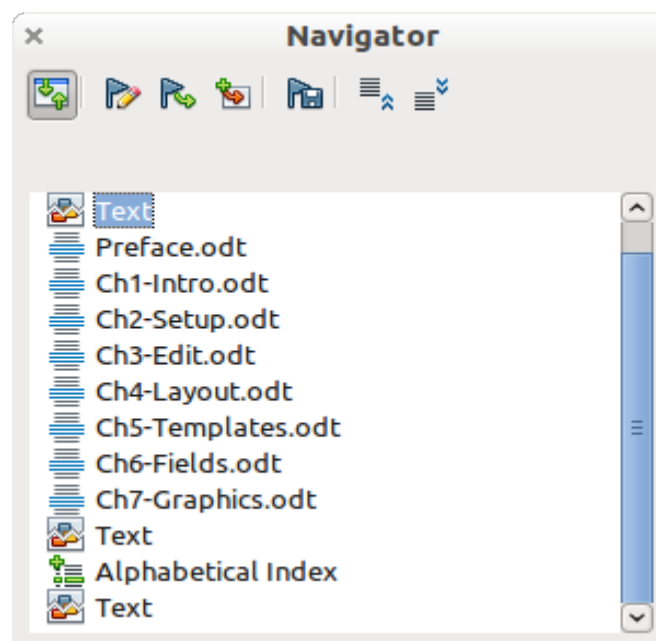 Navigator
Text
Preface.odt
Ch1-Intro.odt
Ch2-Setup.odt
Ch3-Edit.odt
Ch4-Layout.odt
Ch5-Templates.odt
Ch6-Fields.odt
Ch7-Graphics.odt
Text
Alphabetical Index
Text